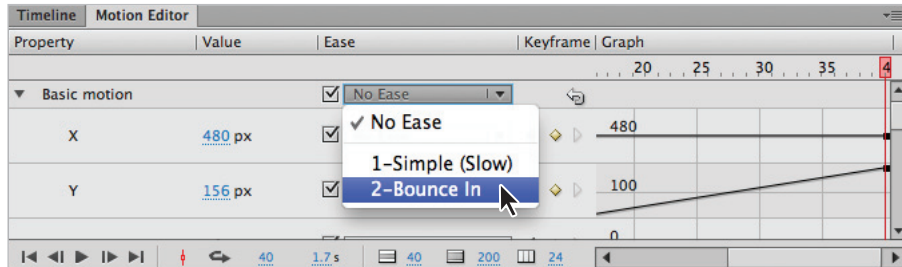 Timeline Motion Editor
Property Value Ease Keyframe Graph
20 25 30 35 4
Basic motion No Ease
✓ No Ease
X 480 px 480
1-Simple (Slow)
2-Bounce In
Y 156 px 100
0
40 1.7 s 40 200 24